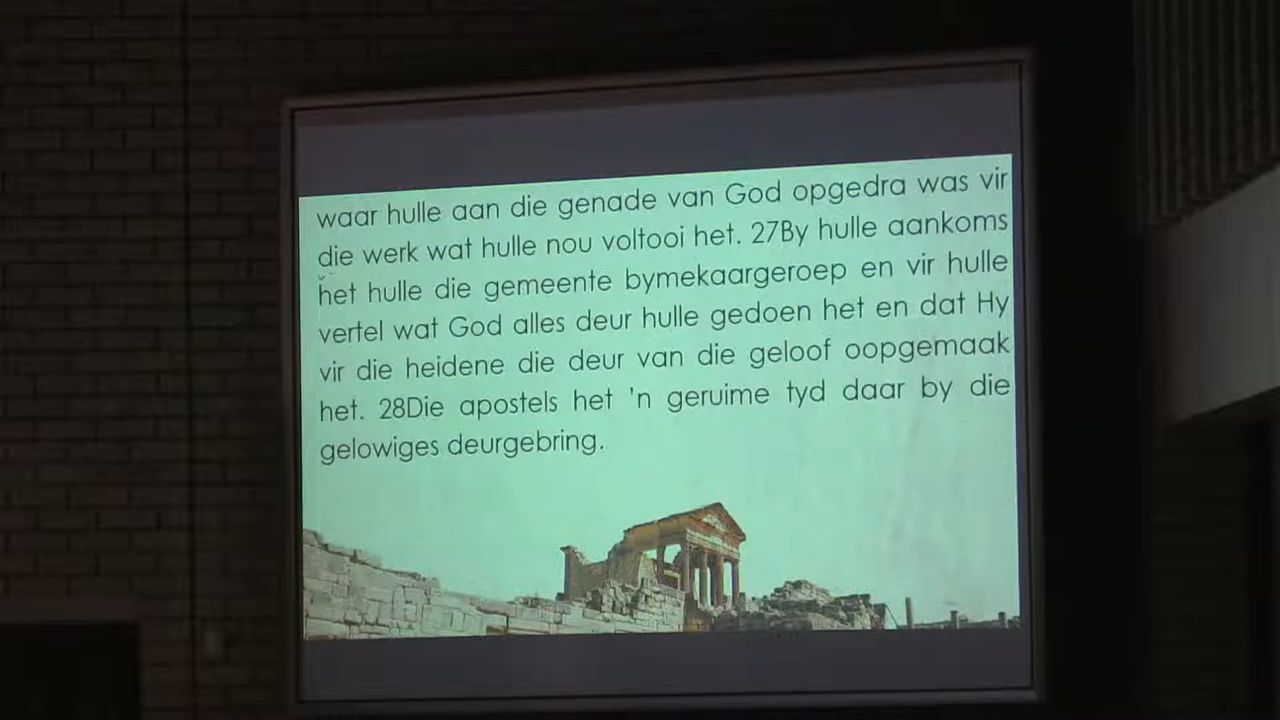 waar hulle aan die genade van God opgedra was vir
die werk wat hulle nou voltooi het. 27By hulle aankoms
het hulle die gemeente bymekaargeroep en vir hulle
vertel wat God alles deur hulle gedoen het en dat Hy
vir die heidene die deur van die geloof oopgemaak
het. 28Die apostels het 'n geruime tyd daar by die
gelowiges deurgebring.